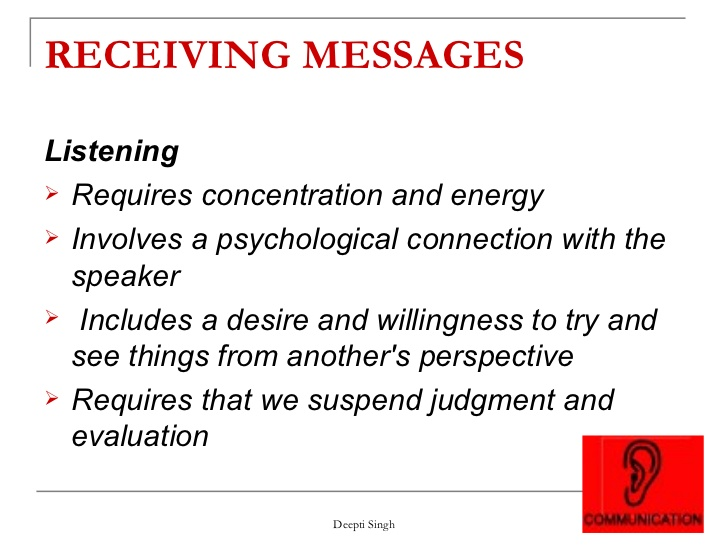 RECEIVING MESSAGES
Listening
Requires concentration and energy
Involves a psychological connection with the
speaker
Includes a desire and willingness to try and
see things from another's perspective
Requires that we suspend judgment and
evaluation
COMMUNICATION
Deepti Singh